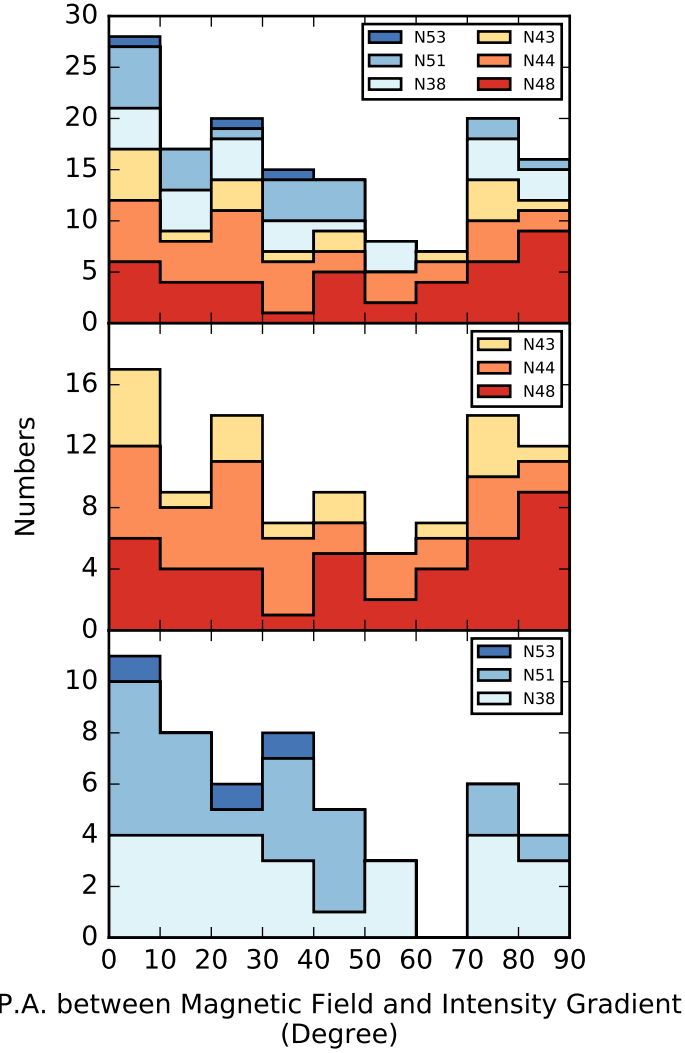 30
25
20
15
10
5
0
N53 N43
N51 N44
N38 N48
16
12
8
4
0
N43
N44
N48
Numbers
10
8
6
4
2
0
N53
N51
N38
0 10 20 30 40 50 60 70 80 90
P.A. between Magnetic Field and Intensity Gradient
(Degree)